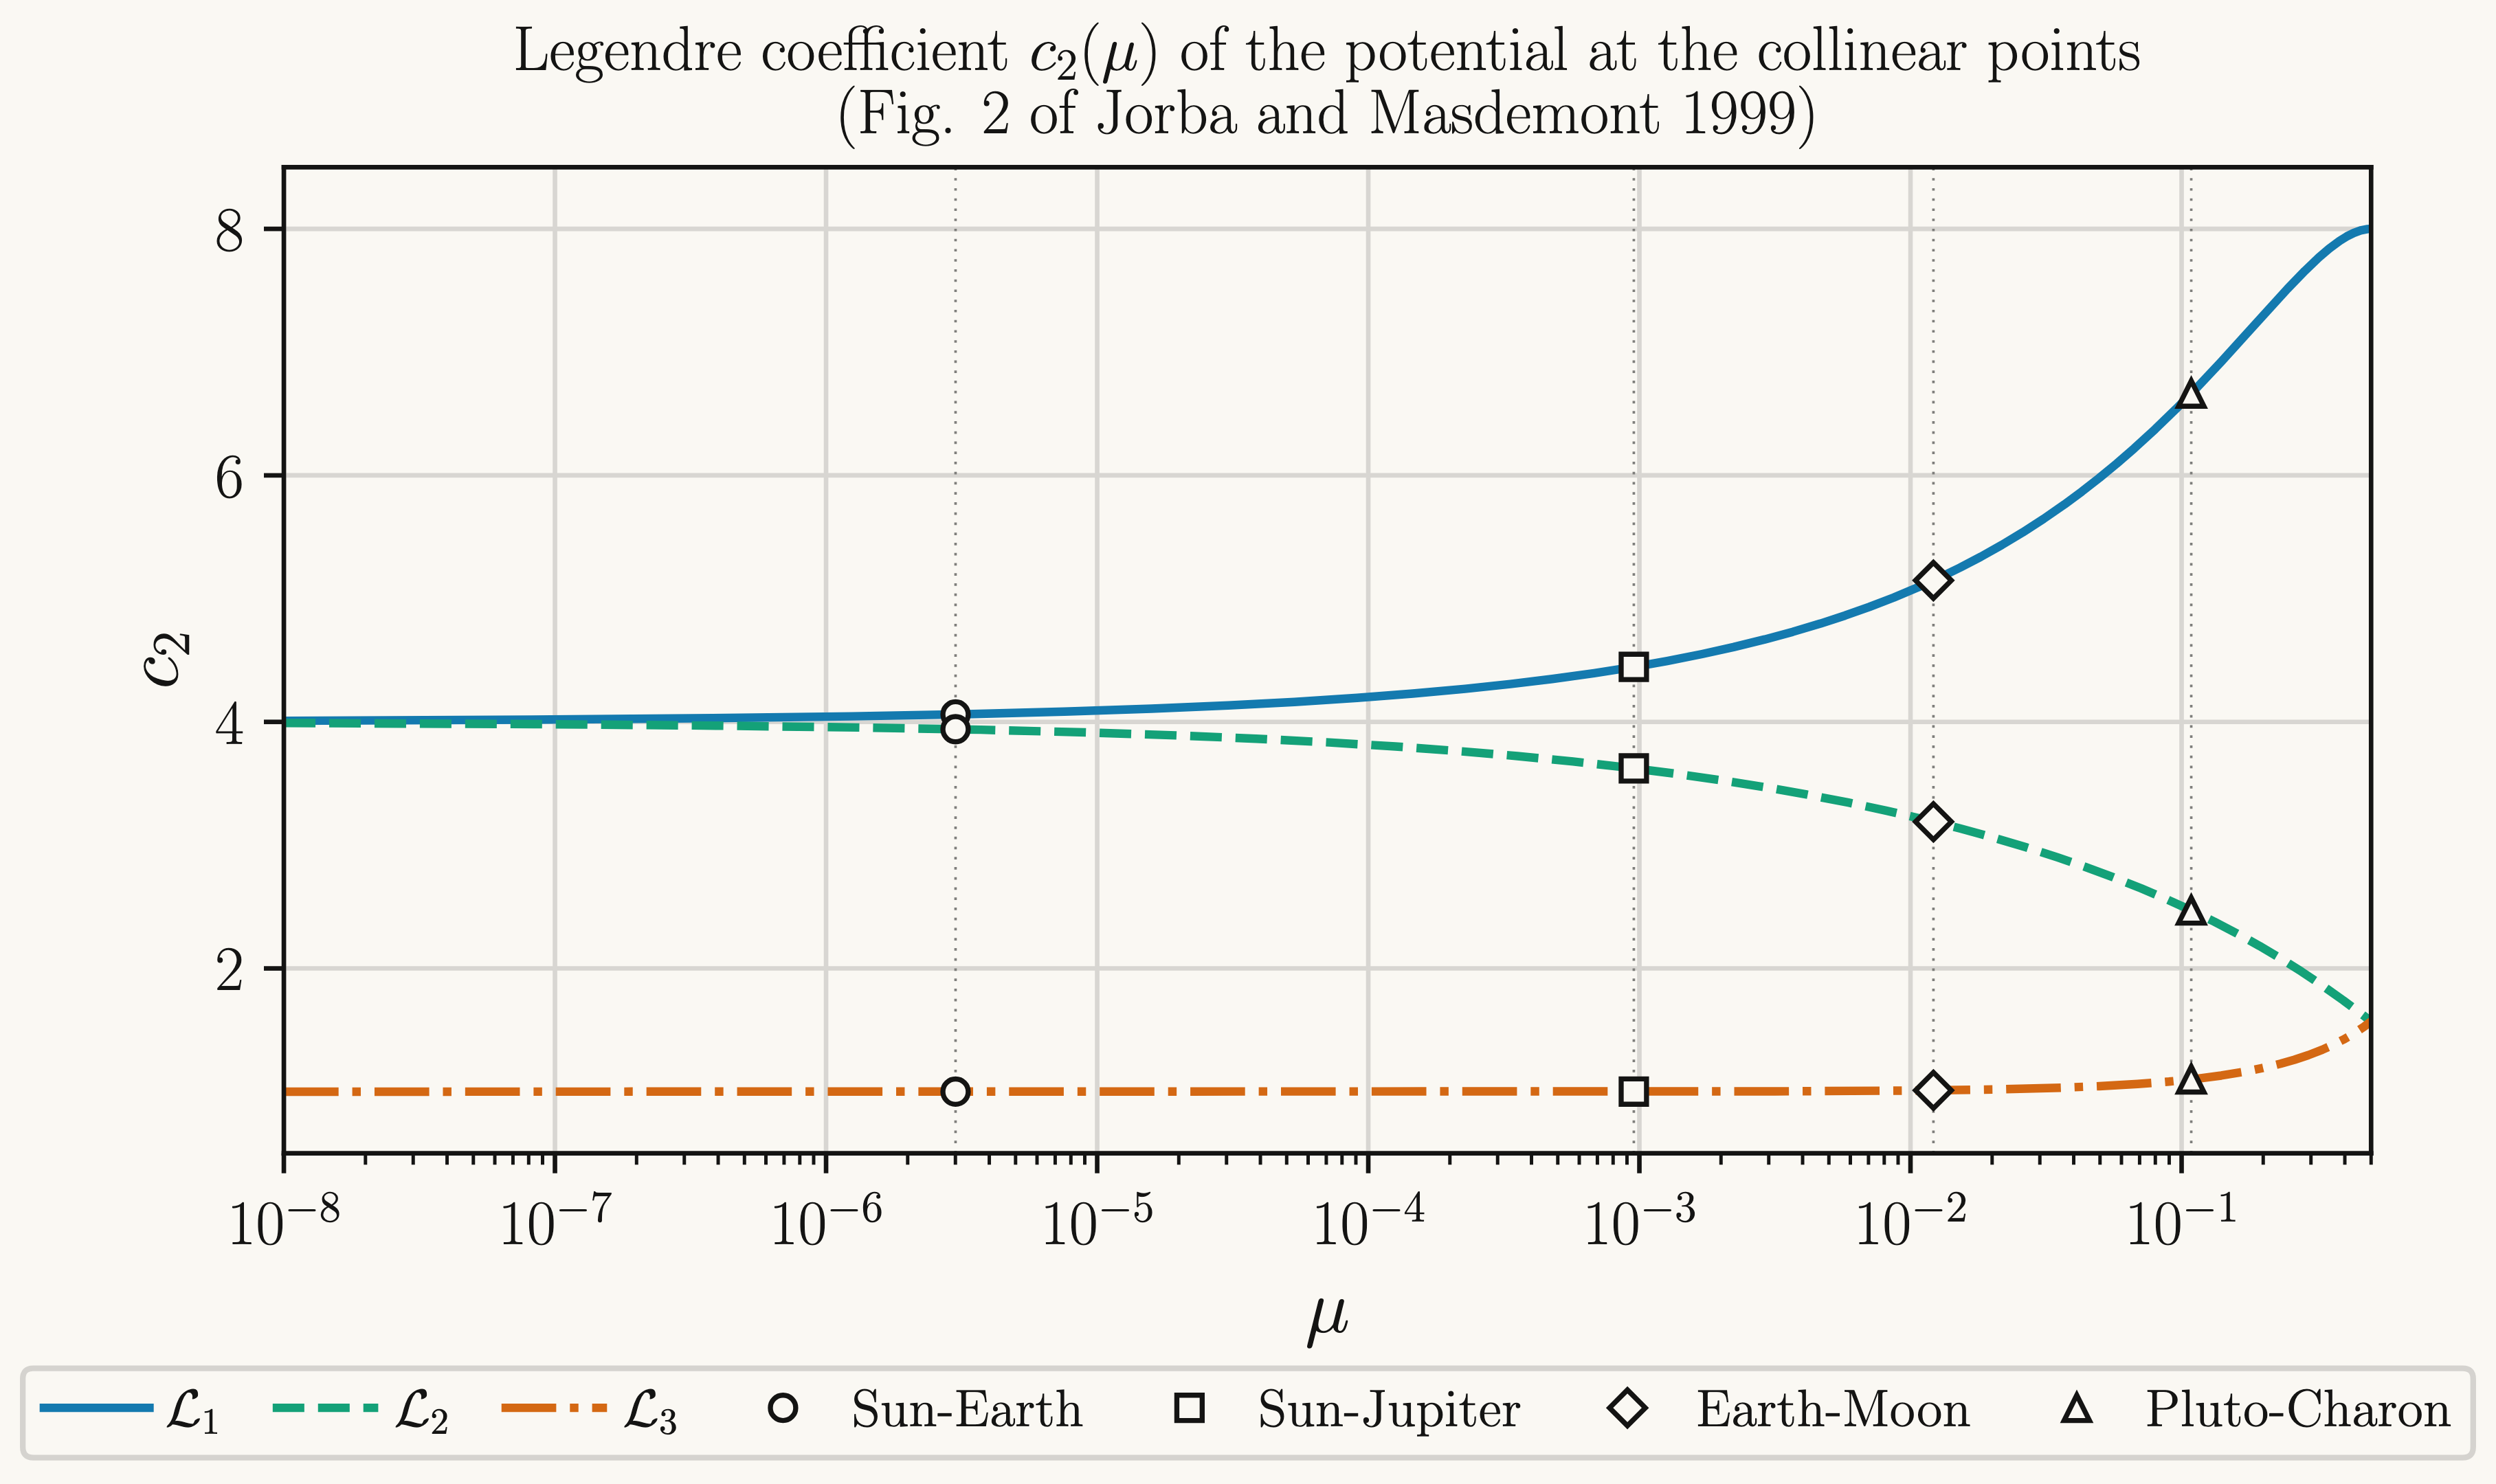 Legendre coefficient c₂(μ) of the potential at the collinear points
(Fig. 2 of Jorba and Masdemont 1999)
8
6
4
2
c₂
10⁻⁸ 10⁻⁷ 10⁻⁶ 10⁻⁵ 10⁻⁴ 10⁻³ 10⁻² 10⁻¹
μ
ℒ₁ ℒ₂ ℒ₃ Sun-Earth Sun-Jupiter Earth-Moon Pluto-Charon